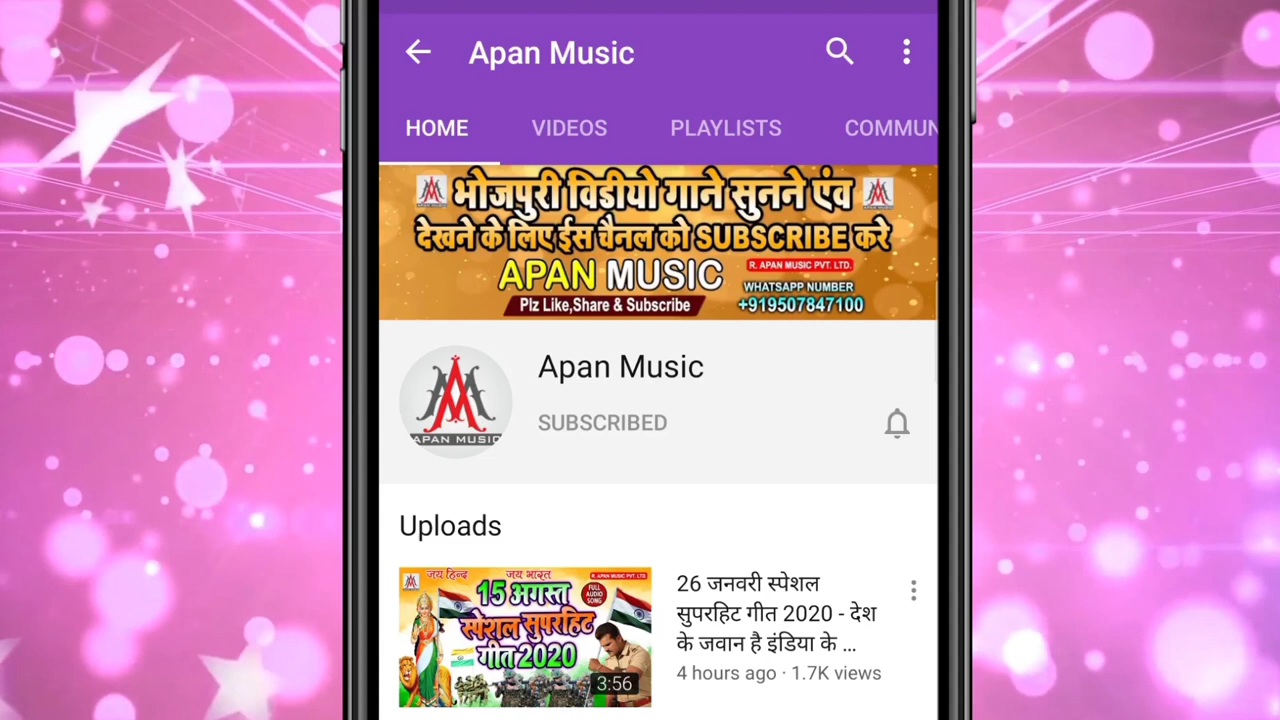 Apan Music
HOME VIDEOS PLAYLISTS COMMUN
भोजपुरी विडीयो गाने सुनने एंव
देखने के लिए ईस चैनल को SUBSCRIBE करे
APAN MUSIC
R. APAN MUSIC PVT. LTD.
WHATSAPP NUMBER
Plz Like,Share & Subscribe
+919507847100
Apan Music
SUBSCRIBED
APAN MUSIC
Uploads
जय हिन्द जय भारत
R. APAN MUSIC PVT. LTD
15 अगस्त
FULL AUDIO SONG
स्पेशल सुपरहिट
गीत 2020
3:56
26 जनवरी स्पेशल
सुपरहिट गीत 2020 - देश
के जवान है इंडिया के ...
4 hours ago · 1.7K views